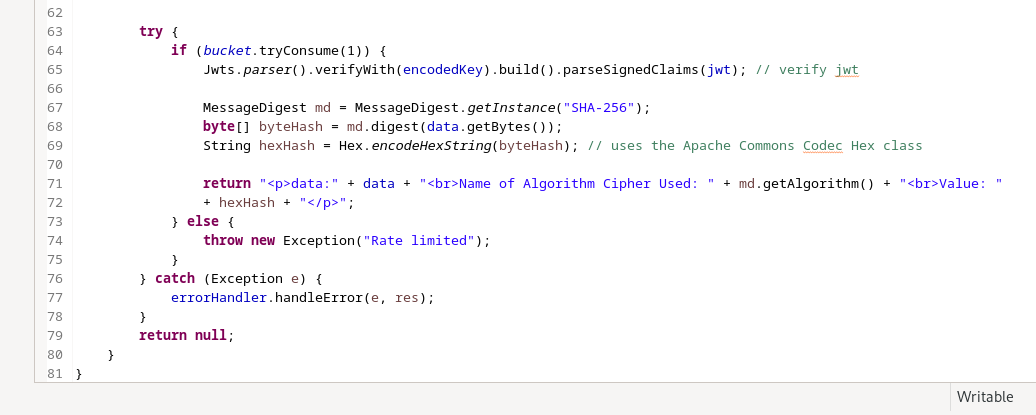 62
63         try {
64             if (bucket.tryConsume(1)) {
65                 Jwts.parser().verifyWith(encodedKey).build().parseSignedClaims(jwt); // verify jwt
66
67                 MessageDigest md = MessageDigest.getInstance("SHA-256");
68                 byte[] byteHash = md.digest(data.getBytes());
69                 String hexHash = Hex.encodeHexString(byteHash); // uses the Apache Commons Codec Hex class
70
71                 return "<p>data:" + data + "<br>Name of Algorithm Cipher Used: " + md.getAlgorithm() + "<br>Value: "
72                 + hexHash + "</p>";
73             } else {
74                 throw new Exception("Rate limited");
75             }
76         } catch (Exception e) {
77             errorHandler.handleError(e, res);
78         }
79         return null;
80     }
81 }
Writable